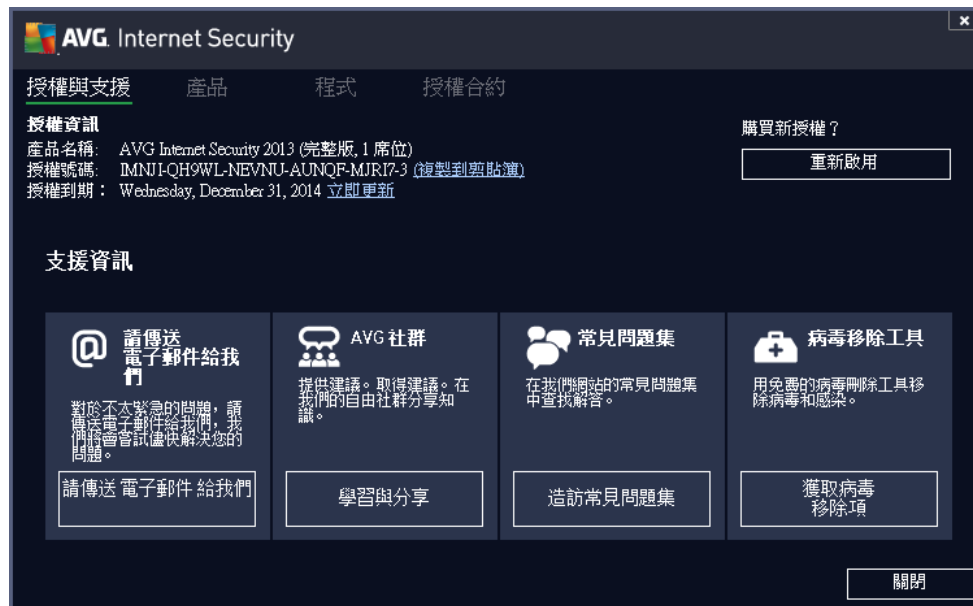 AVG. Internet Security
授權與支援 產品 程式 授權合約
授權資訊
產品名稱: AVG Internet Security 2013 (完整版, 1 席位)
授權號碼: IMNJI-QH9WL-NEVNU-AUNQF-MJRI7-3 (複製到剪貼簿)
授權到期： Wednesday, December 31, 2014 立即更新
購買新授權？
重新啟用
支援資訊
請傳送
電子郵件給我
們
對於不太緊急的問題，請
傳送電子郵件給我們，我
們將會嘗試儘快解決您的
問題。
請傳送 電子郵件 給我們
AVG 社群
提供建議。取得建議。在
我們的自由社群分享知
識。
學習與分享
常見問題集
在我們網站的常見問題集
中查找解答。
造訪常見問題集
病毒移除工具
用免費的病毒刪除工具移
除病毒和感染。
獲取病毒
移除項
關閉